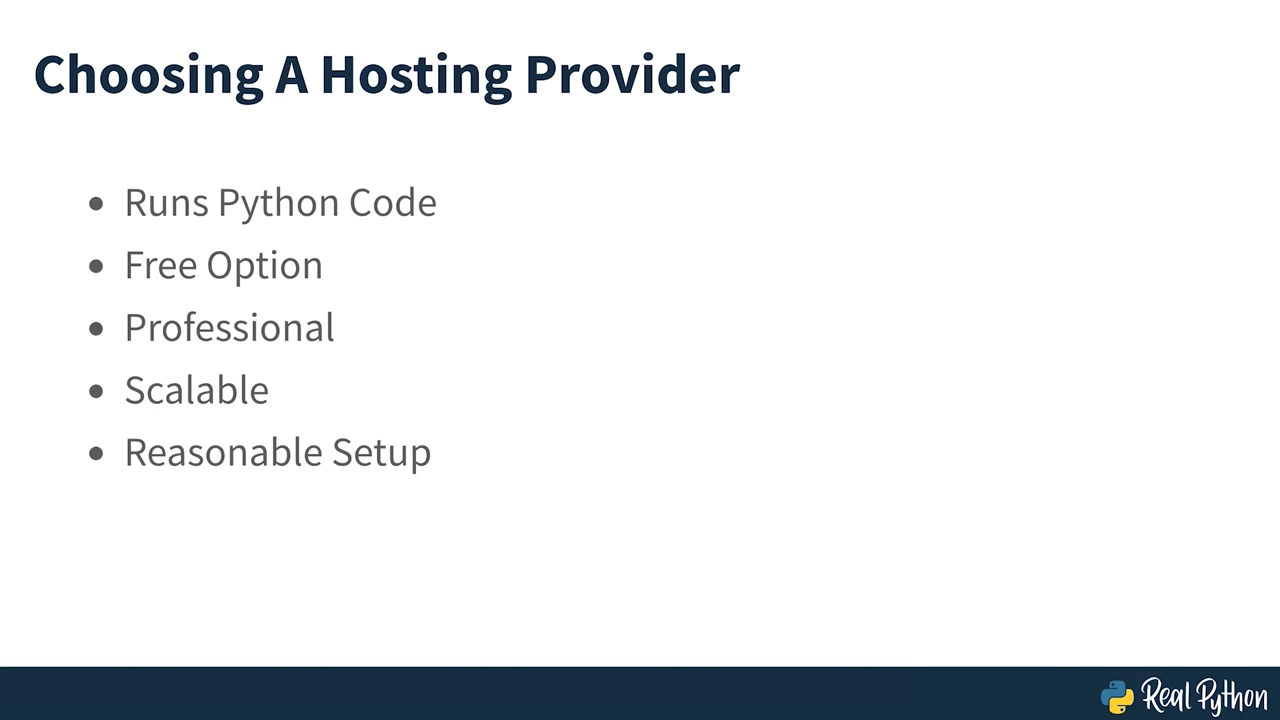 Choosing A Hosting Provider
• Runs Python Code
• Free Option
• Professional
• Scalable
• Reasonable Setup
Real Python